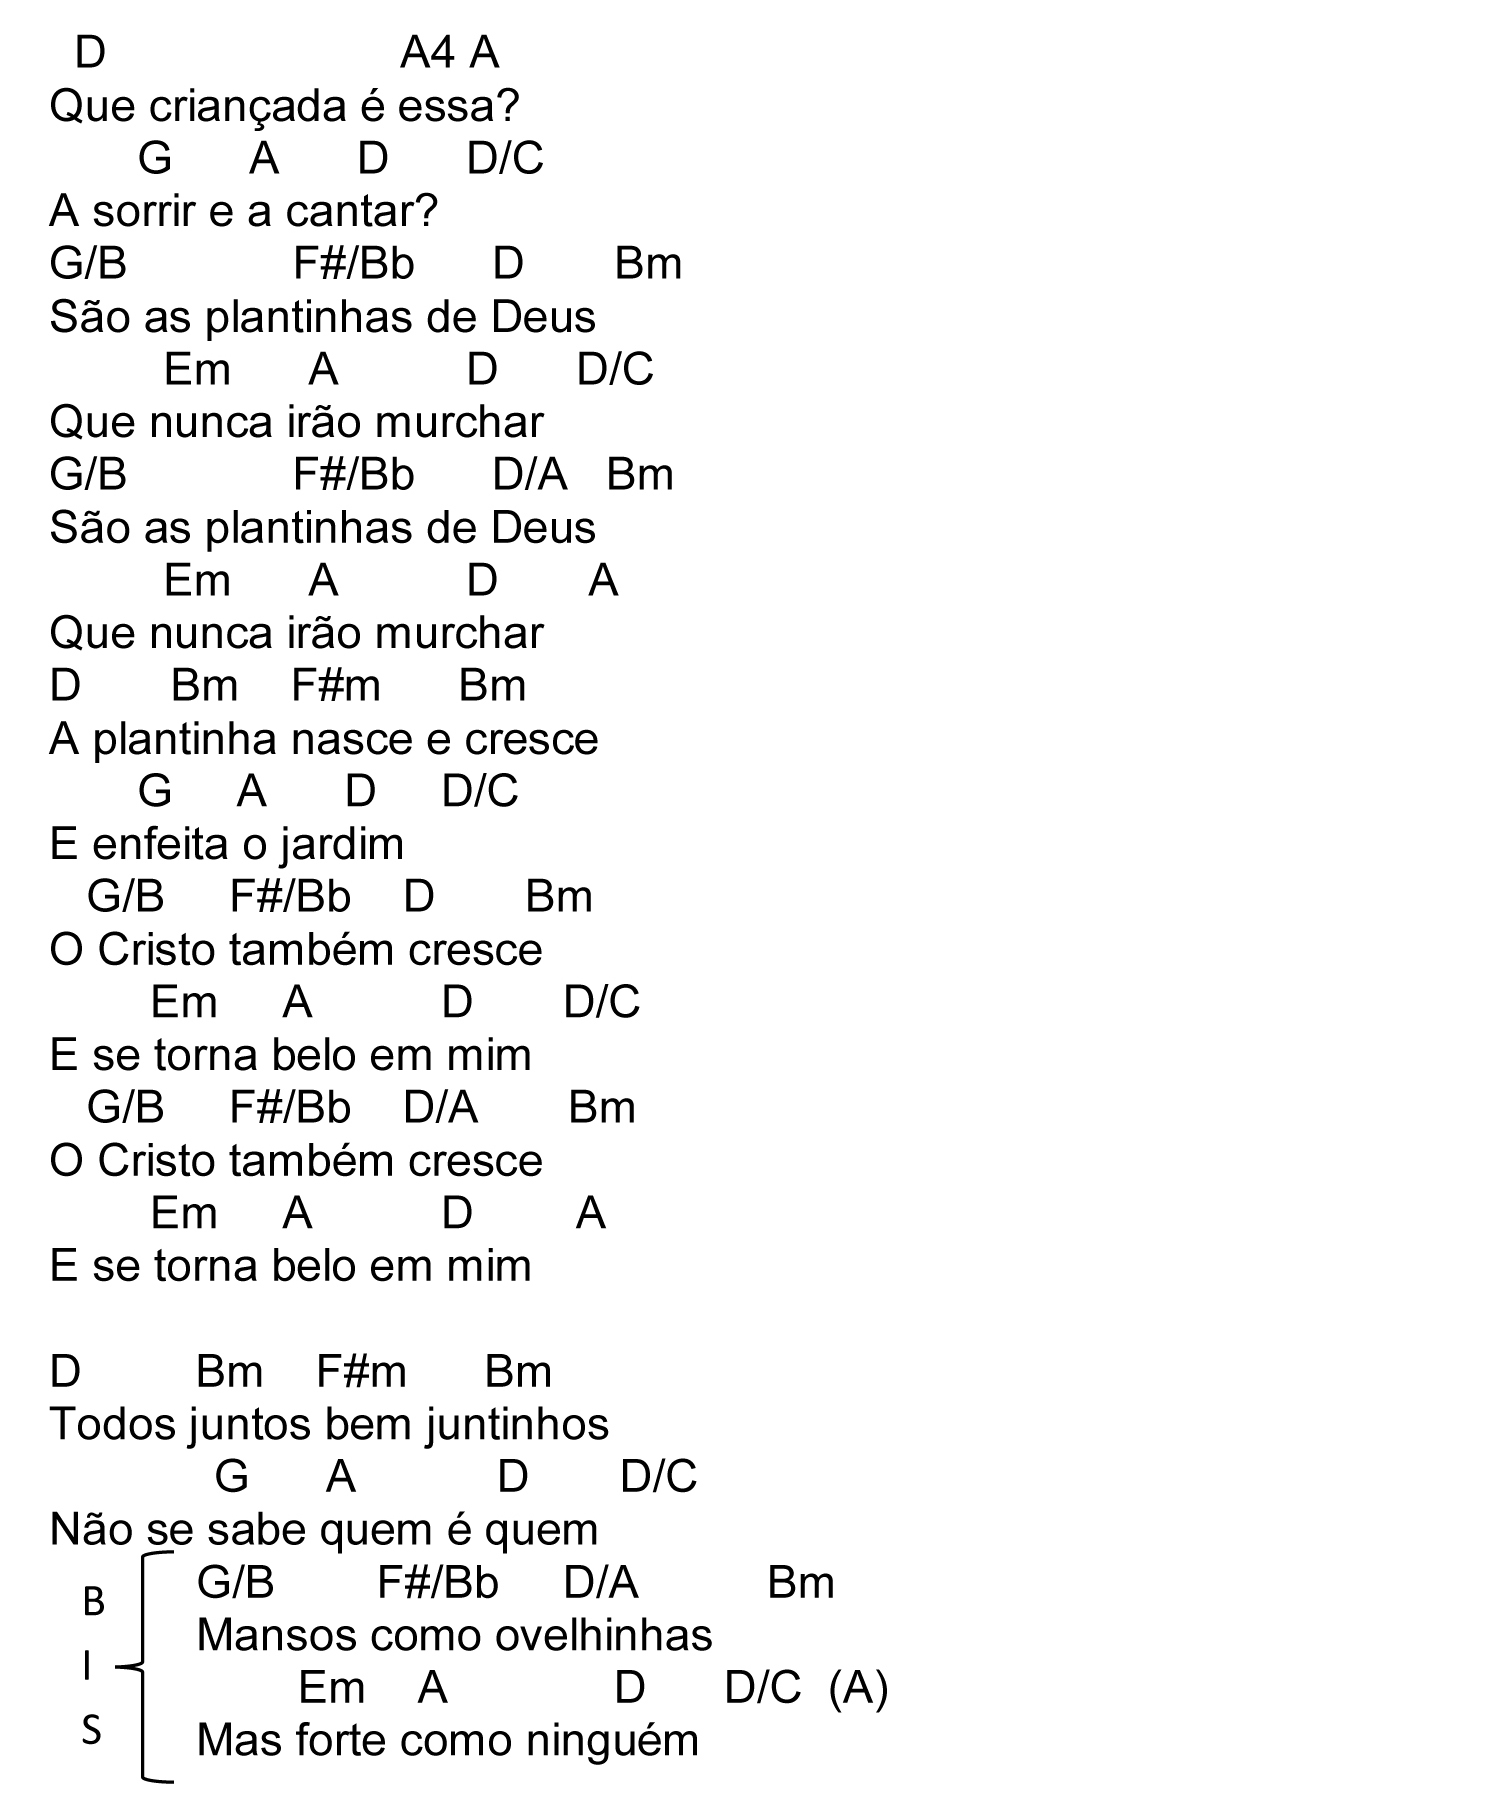 D A4 A
Que criançada é essa?
G A D D/C
A sorrir e a cantar?
G/B F#/Bb D Bm
São as plantinhas de Deus
Em A D D/C
Que nunca irão murchar
G/B F#/Bb D/A Bm
São as plantinhas de Deus
Em A D A
Que nunca irão murchar
D Bm F#m Bm
A plantinha nasce e cresce
G A D D/C
E enfeita o jardim
G/B F#/Bb D Bm
O Cristo também cresce
Em A D D/C
E se torna belo em mim
G/B F#/Bb D/A Bm
O Cristo também cresce
Em A D A
E se torna belo em mim
D Bm F#m Bm
Todos juntos bem juntinhos
G A D D/C
Não se sabe quem é quem
BIS
G/B F#/Bb D/A Bm
Mansos como ovelhinhas
Em A D D/C (A)
Mas forte como ninguém